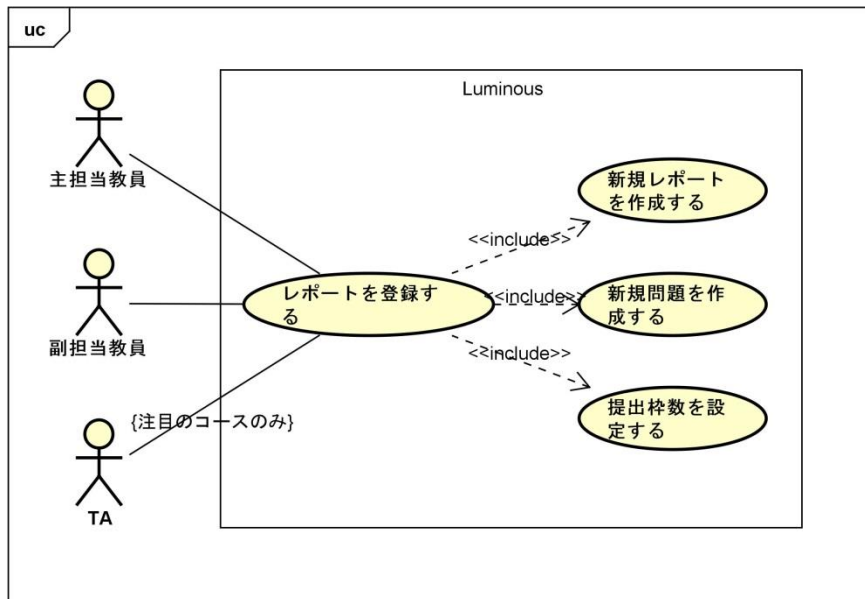 uc
Luminous
主担当教員
新規レポート
を作成する
<<include>>
レポートを登録す
る
<<include>>
新規問題を作
成する
副担当教員
<<include>>
{注目のコースのみ}
提出枠数を設
定する
TA